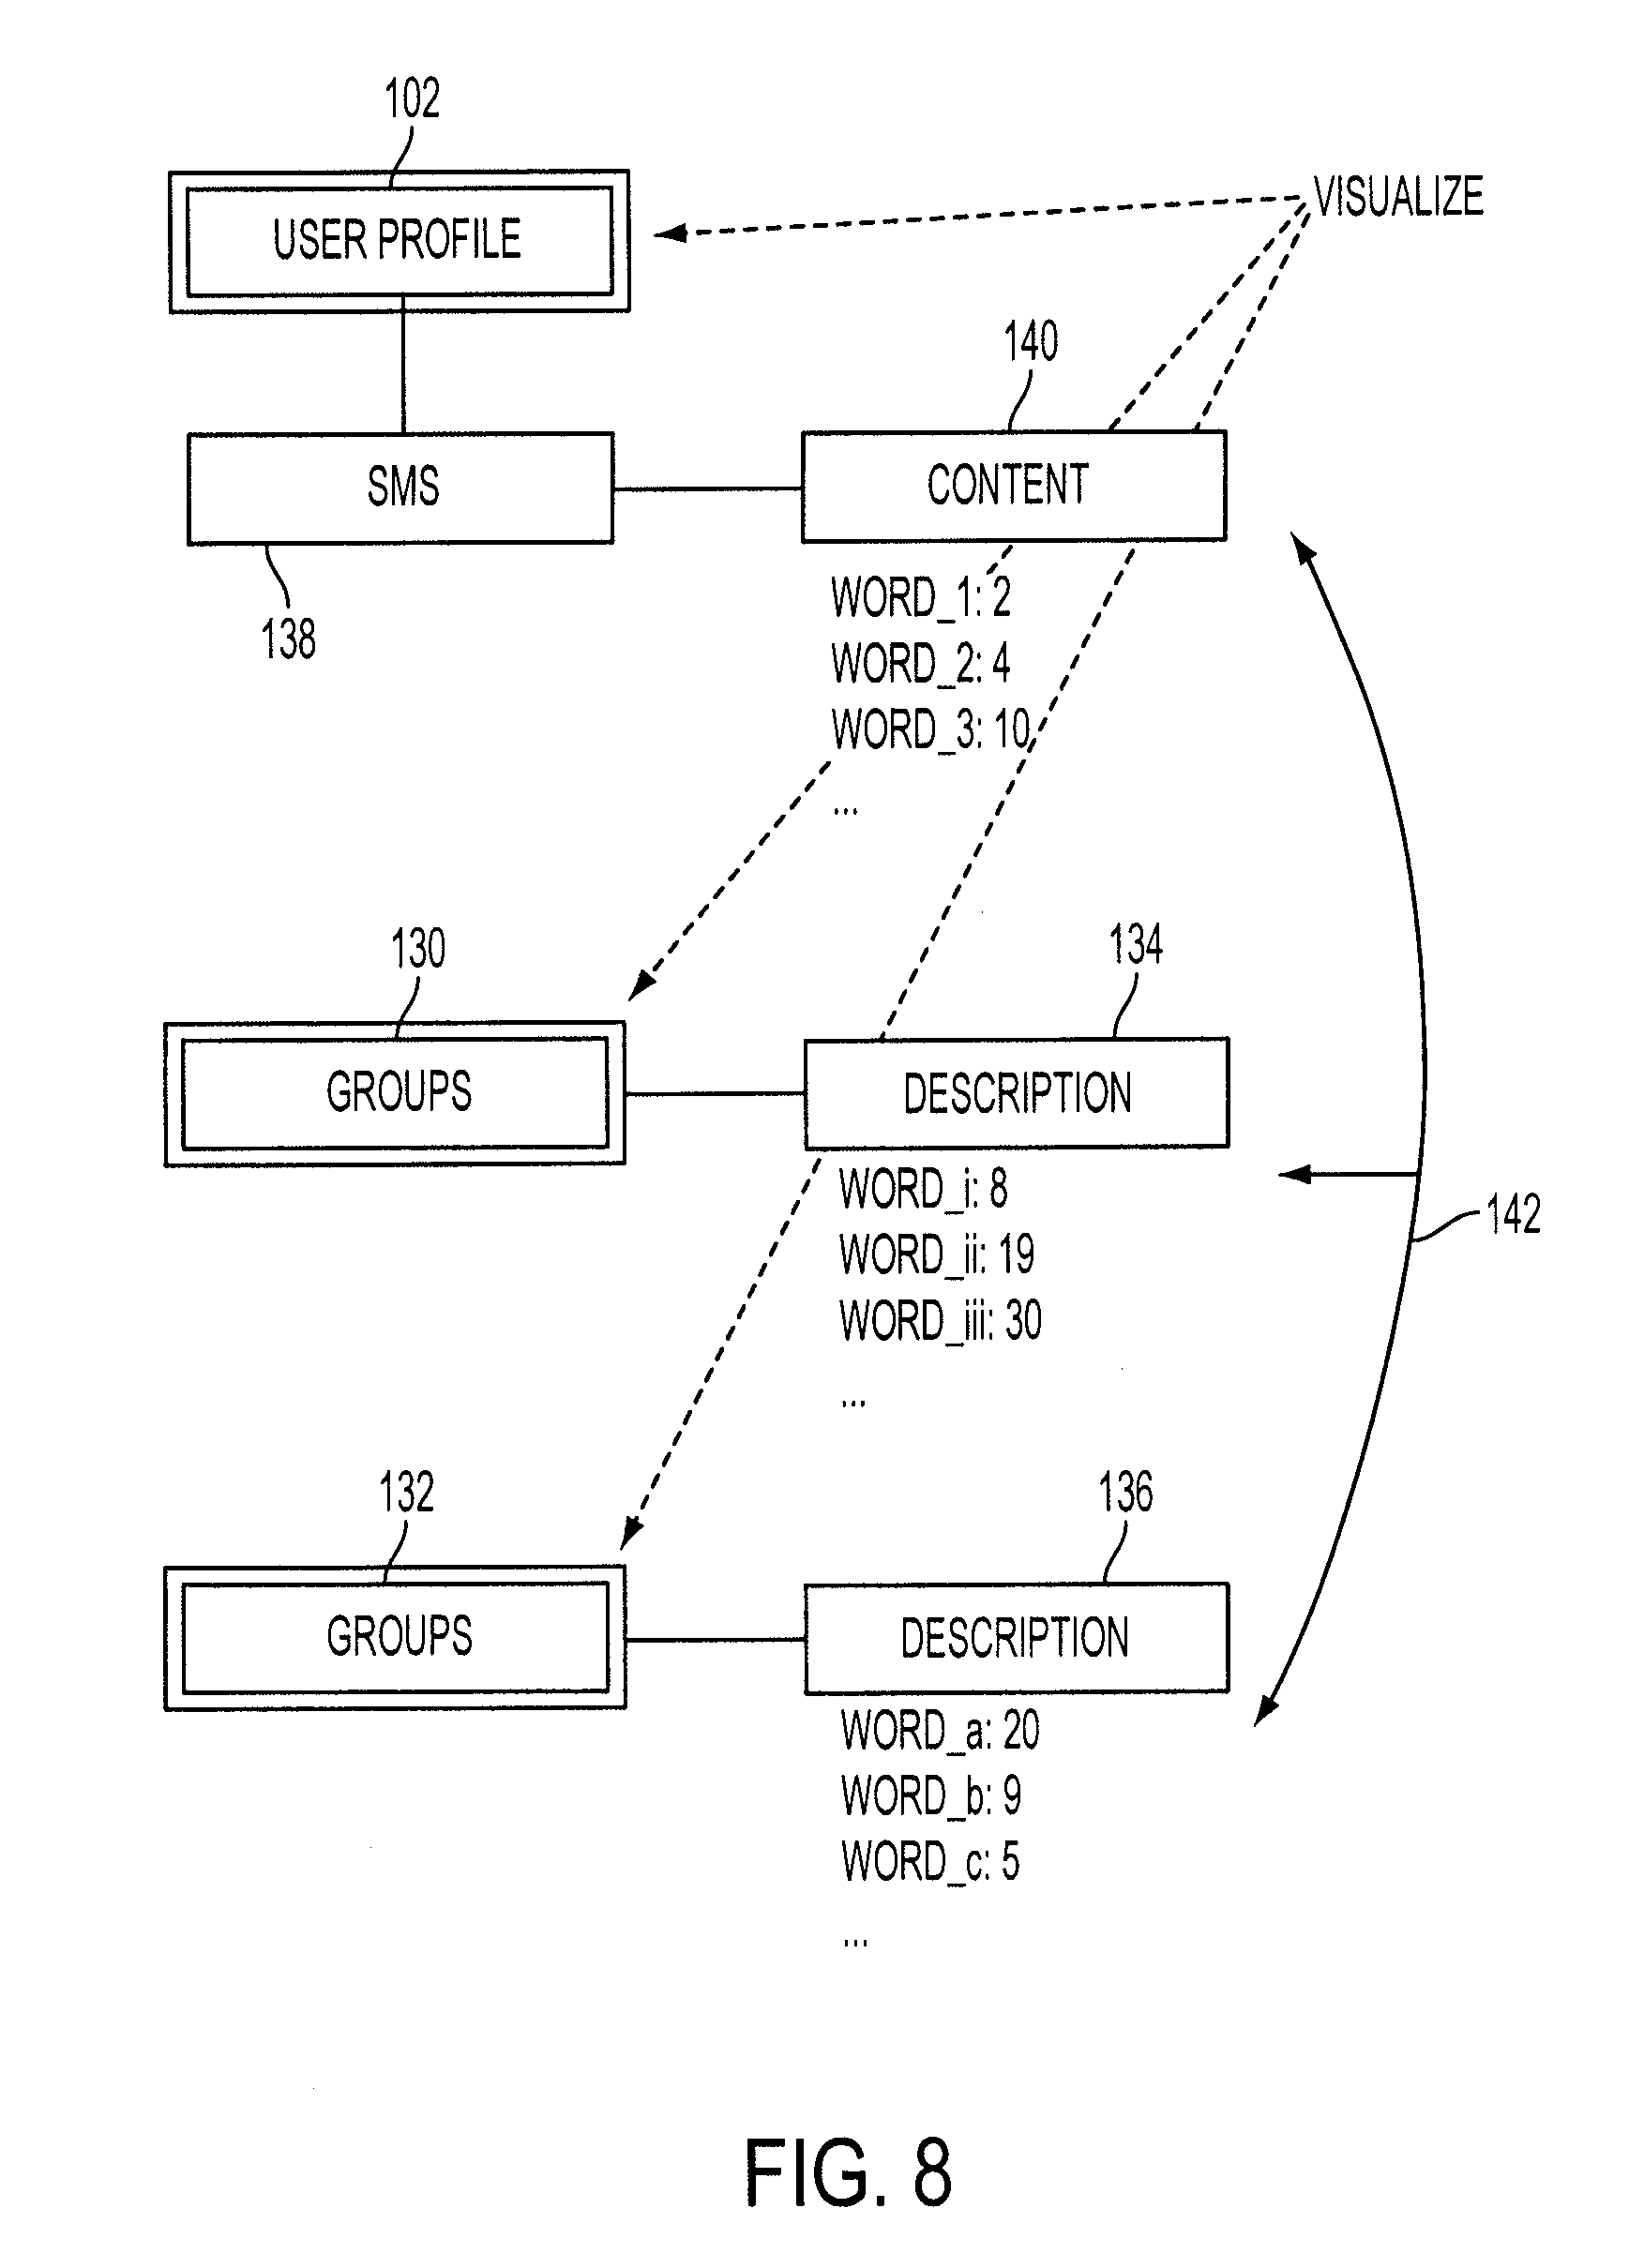 102
USER PROFILE
VISUALIZE
140
SMS
CONTENT
138
WORD_1: 2
WORD_2: 4
WORD_3: 10
...
130
134
GROUPS
DESCRIPTION
WORD_i: 8
WORD_ii: 19
WORD_iii: 30
...
142
132
136
GROUPS
DESCRIPTION
WORD_a: 20
WORD_b: 9
WORD_c: 5
...
FIG. 8